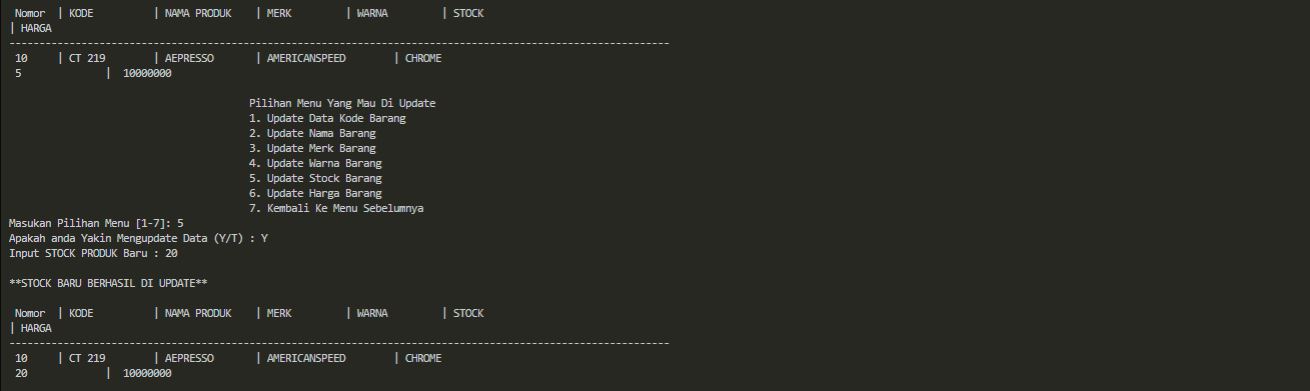 Nomor | KODE | NAMA PRODUK | MERK | WARNA | STOCK
| HARGA
--------------------------------------------------------------------------------------------------------------
10 | CT 219 | AEPRESSO | AMERICANSPEED | CHROME
5 | 10000000
Pilihan Menu Yang Mau Di Update
1. Update Data Kode Barang
2. Update Nama Barang
3. Update Merk Barang
4. Update Warna Barang
5. Update Stock Barang
6. Update Harga Barang
7. Kembali Ke Menu Sebelumnya
Masukan Pilihan Menu [1-7]: 5
Apakah anda Yakin Mengupdate Data (Y/T) : Y
Input STOCK PRODUK Baru : 20
**STOCK BARU BERHASIL DI UPDATE**
Nomor | KODE | NAMA PRODUK | MERK | WARNA | STOCK
| HARGA
--------------------------------------------------------------------------------------------------------------
10 | CT 219 | AEPRESSO | AMERICANSPEED | CHROME
20 | 10000000